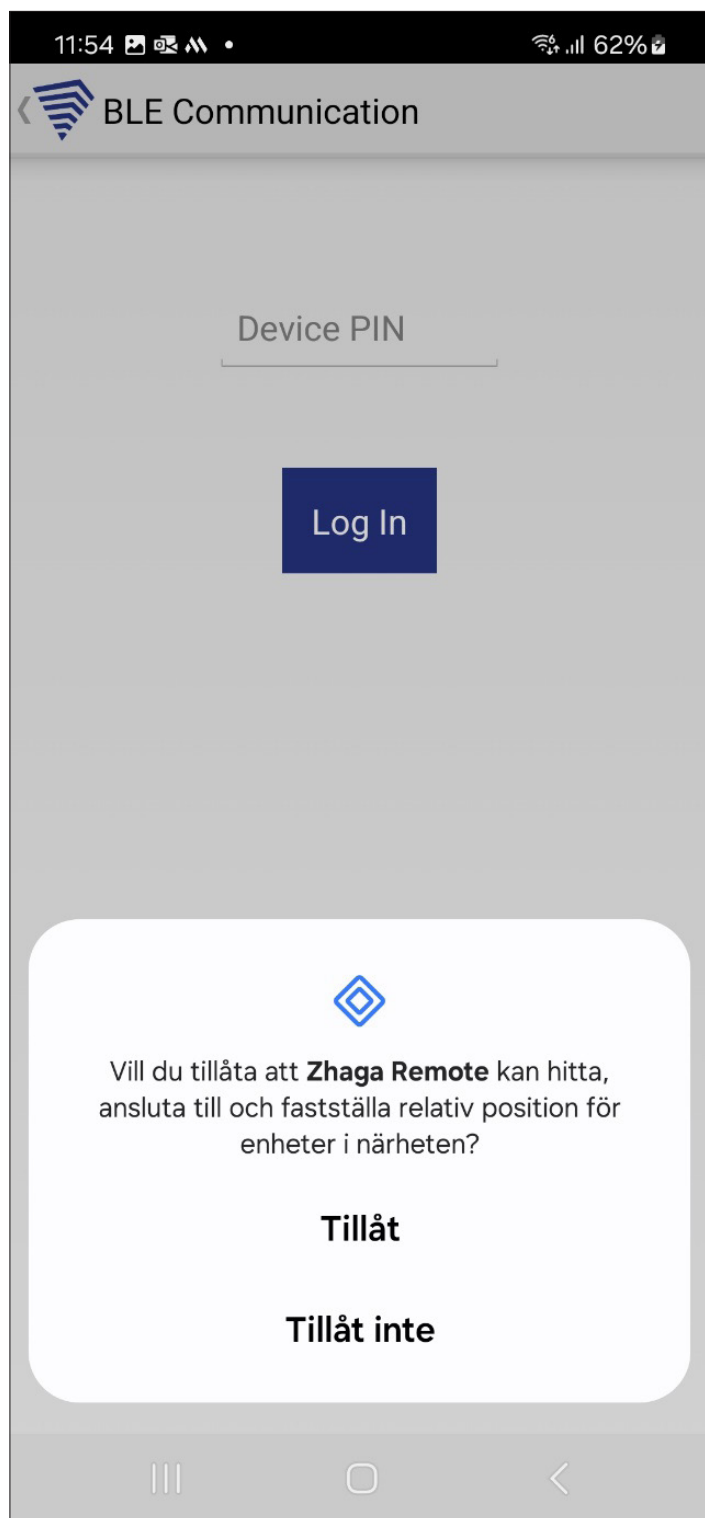 11:54 62%
BLE Communication
Device PIN
Log In
Vill du tillåta att Zhaga Remote kan hitta,
ansluta till och fastställa relativ position för
enheter i närheten?
Tillåt
Tillåt inte